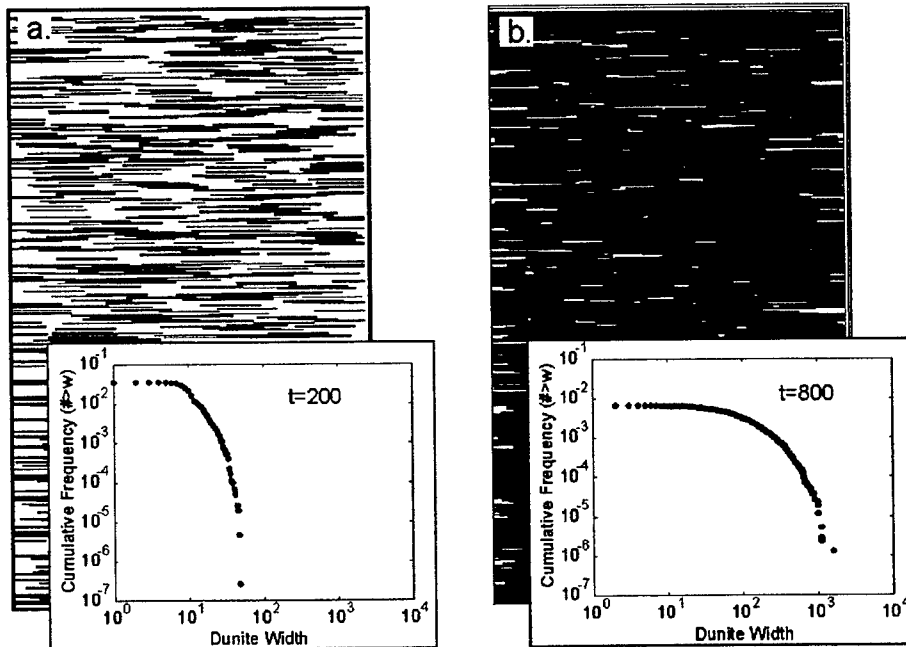 a.
10^-1
10^-2
10^-3
10^-4
10^-5
10^-6
10^-7
Cumulative Frequency (#>w)
t=200
10^0 10^1 10^2 10^3 10^4
Dunite Width
b.
10^-1
10^-2
10^-3
10^-4
10^-5
10^-6
10^-7
Cumulative Frequency (#>w)
t=800
10^0 10^1 10^2 10^3 10^4
Dunite Width